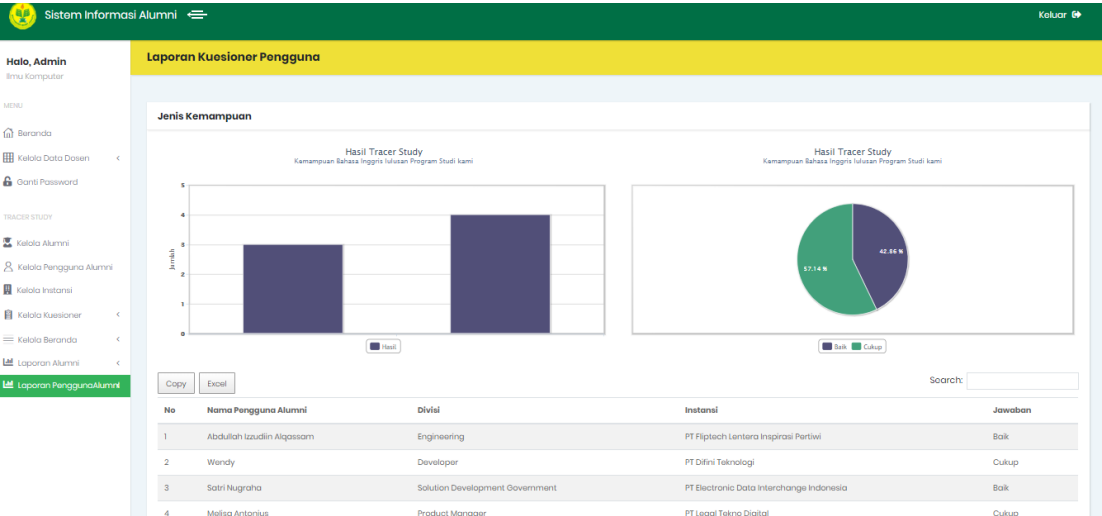 Sistem Informasi Alumni
Keluar
Halo, Admin
Ilmu Komputer
MENU
Beranda
Kelola Data Dosen
Ganti Password
TRACER STUDY
Kelola Alumni
Kelola Pengguna Alumni
Kelola Instansi
Kelola Kuesioner
Kelola Beranda
Laporan Alumni
Laporan PenggunaAlumni
Laporan Kuesioner Pengguna
Jenis Kemampuan
Hasil Tracer Study
Kamampuan Bahasa Inggris lulusan Program Studi kami
5
4
3
2
1
0
Jumlah
Hasil
Hasil Tracer Study
Kamampuan Bahasa Inggris lulusan Program Studi kami
42.86 %
57.14 %
Baik Cukup
Copy Excel Search:
No Nama Pengguna Alumni Divisi Instansi Jawaban
1 Abdullah Izzudiin Alqassam Engineering PT Fliptech Lentera Inspirasi Pertiwi Baik
2 Wendy Developer PT Difini Teknologi Cukup
3 Satri Nugraha Solution Development Government PT Electronic Data Interchange Indonesia Baik
4 Melisa Antonius Product Manager PT Legal Tekno Digital Cukup